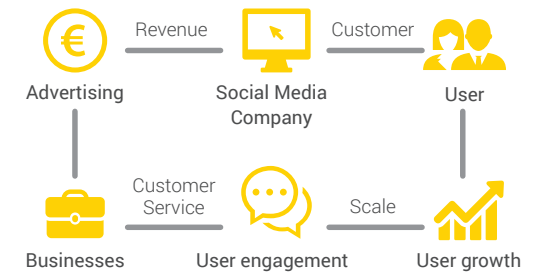 Revenue
Customer
Advertising
Social Media
Company
User
Customer
Service
Scale
Businesses
User engagement
User growth